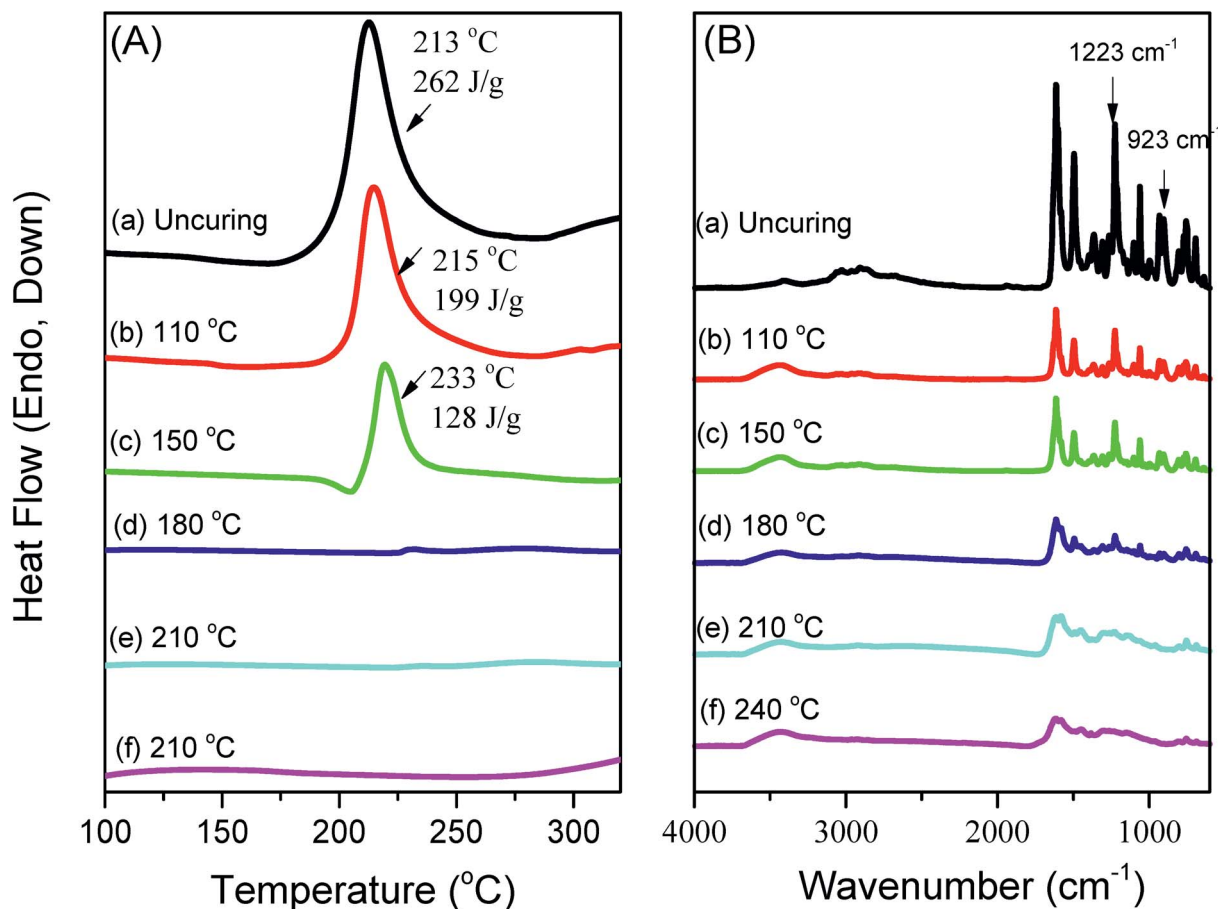 Heat Flow (Endo, Down)
(A)
213 °C
262 J/g
(a) Uncuring
215 °C
199 J/g
(b) 110 °C
233 °C
128 J/g
(c) 150 °C
(d) 180 °C
(e) 210 °C
(f) 210 °C
100 150 200 250 300
Temperature (°C)
(B)
1223 cm⁻¹
923 cm⁻¹
(a) Uncuring
(b) 110 °C
(c) 150 °C
(d) 180 °C
(e) 210 °C
(f) 240 °C
4000 3000 2000 1000
Wavenumber (cm⁻¹)